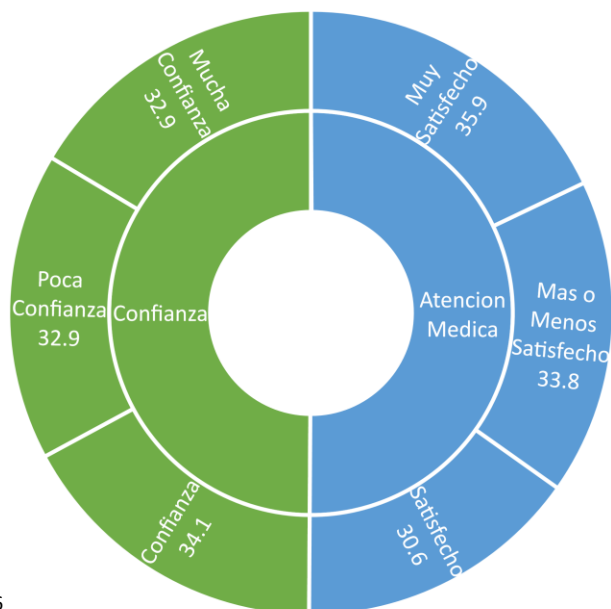 Mucha
Confianza
32.9
Muy
Satisfecho
35.9
Poca
Confianza
32.9
Confianza
Atencion
Medica
Mas o
Menos
Satisfecho
33.8
Confianza
34.1
Satisfecho
30.6